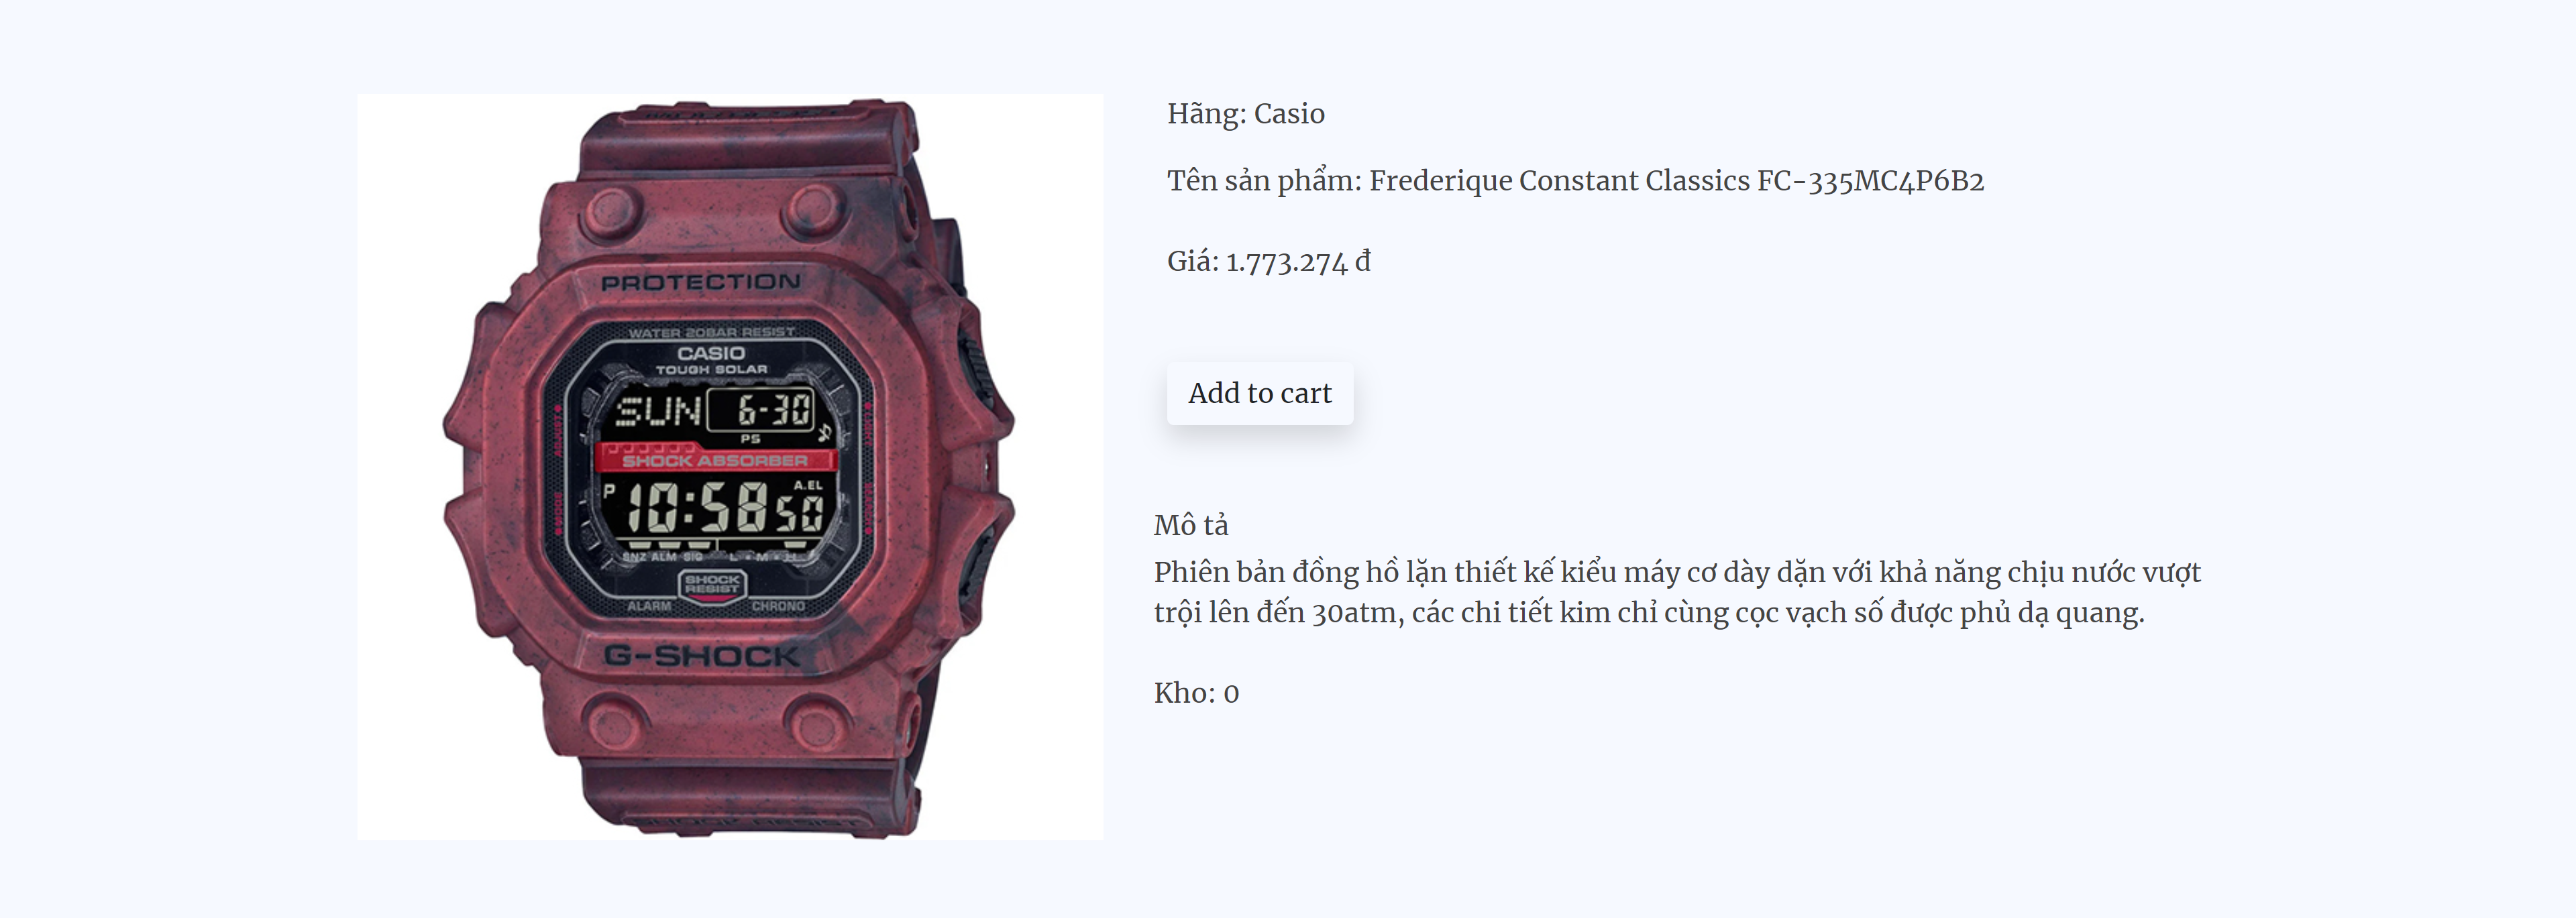 PROTECTION
WATER 20BAR RESIST
CASIO
TOUGH SOLAR
SUN 6-30
PS
SHOCK ABSORBER
P 10:58 50
A.EL
SNZ ALM SIG L • M • H
SHOCK
RESIST
ALARM CHRONO
G-SHOCK
Hãng: Casio
Tên sản phẩm: Frederique Constant Classics FC-335MC4P6B2
Giá: 1.773.274 đ
Add to cart
Mô tả
Phiên bản đồng hồ lặn thiết kế kiểu máy cơ dày dặn với khả năng chịu nước vượt
trội lên đến 30atm, các chi tiết kim chỉ cùng cọc vạch số được phủ dạ quang.
Kho: 0